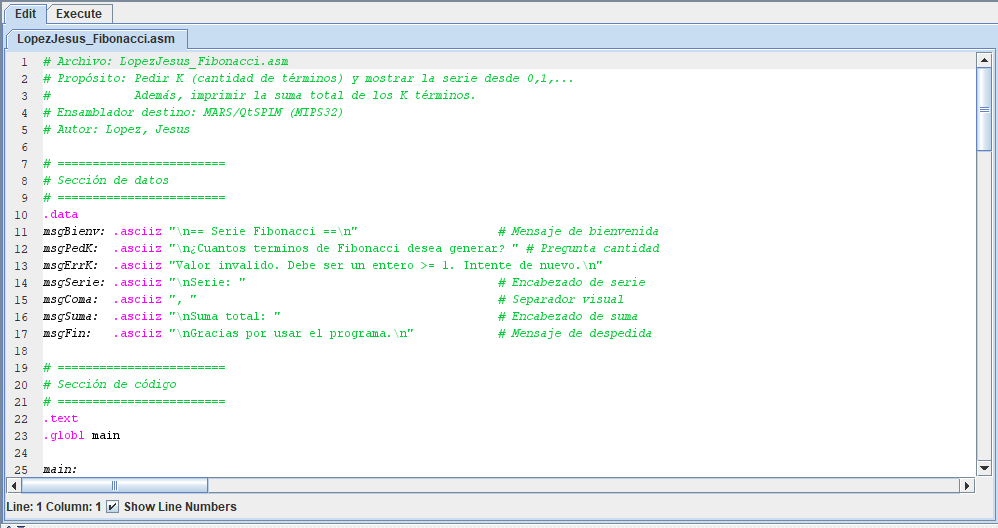 Edit Execute
LopezJesus_Fibonacci.asm
1 # Archivo: LopezJesus_Fibonacci.asm
2 # Propósito: Pedir K (cantidad de términos) y mostrar la serie desde 0,1,...
3 #            Además, imprimir la suma total de los K términos.
4 # Ensamblador destino: MARS/QtSPIM (MIPS32)
5 # Autor: Lopez, Jesus
6
7 # ========================
8 # Sección de datos
9 # ========================
10 .data
11 msgBienv: .asciiz "\n== Serie Fibonacci ==\n" # Mensaje de bienvenida
12 msgPedK: .asciiz "\n¿Cuantos terminos de Fibonacci desea generar? " # Pregunta cantidad
13 msgErrK: .asciiz "Valor invalido. Debe ser un entero >= 1. Intente de nuevo.\n"
14 msgSerie: .asciiz "\nSerie: " # Encabezado de serie
15 msgComa: .asciiz ", " # Separador visual
16 msgSuma: .asciiz "\nSuma total: " # Encabezado de suma
17 msgFin: .asciiz "\nGracias por usar el programa.\n" # Mensaje de despedida
18
19 # ========================
20 # Sección de código
21 # ========================
22 .text
23 .globl main
24
25 main:
Line: 1 Column: 1 Show Line Numbers